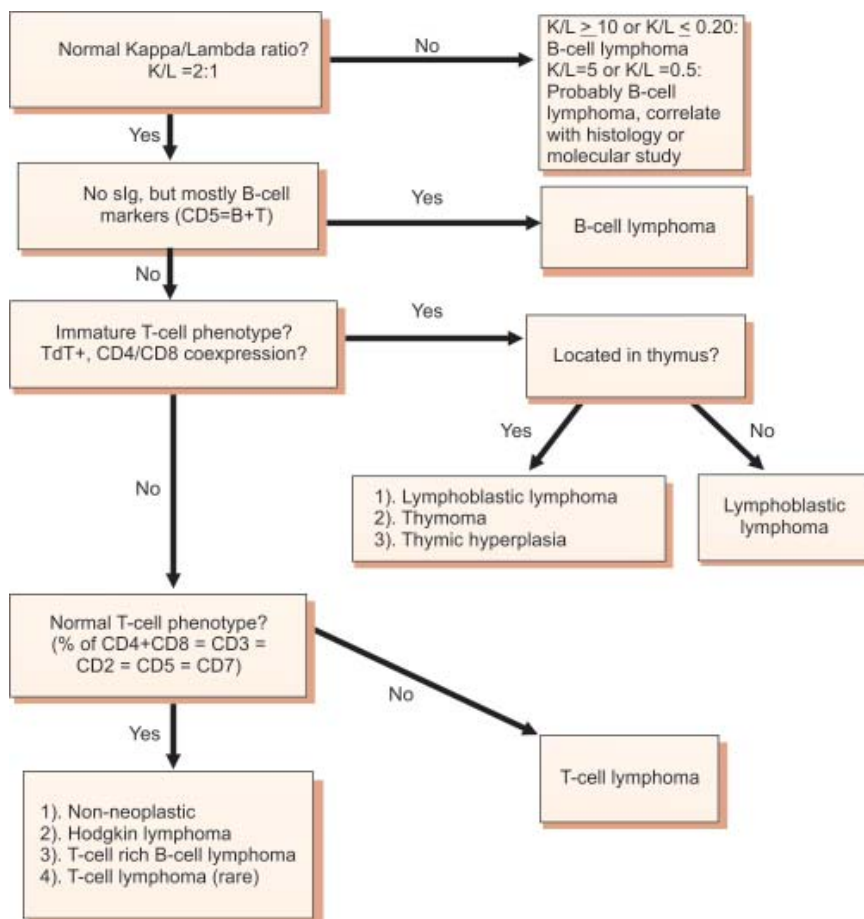 Normal Kappa/Lambda ratio?
K/L =2:1
No
K/L ≥ 10 or K/L ≤ 0.20:
B-cell lymphoma
K/L=5 or K/L =0.5:
Probably B-cell
lymphoma, correlate
with histology or
molecular study
Yes
No sIg, but mostly B-cell
markers (CD5=B+T)
Yes
B-cell lymphoma
No
Immature T-cell phenotype?
TdT+, CD4/CD8 coexpression?
Yes
Located in thymus?
Yes
No
No
1). Lymphoblastic lymphoma
2). Thymoma
3). Thymic hyperplasia
Lymphoblastic
lymphoma
Normal T-cell phenotype?
(% of CD4+CD8 = CD3 =
CD2 = CD5 = CD7)
No
Yes
T-cell lymphoma
1). Non-neoplastic
2). Hodgkin lymphoma
3). T-cell rich B-cell lymphoma
4). T-cell lymphoma (rare)